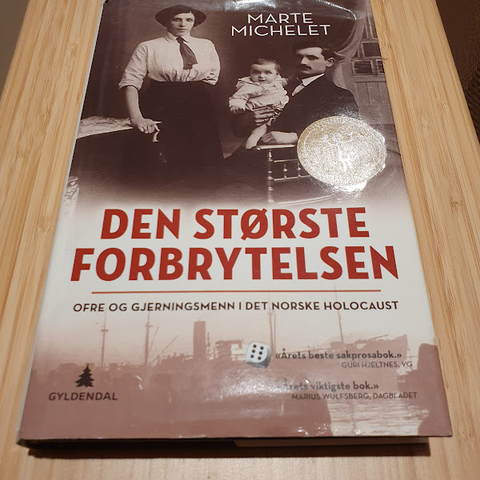 MARTE
MICHELET
DEN STØRSTE
FORBRYTELSEN
OFRE OG GJERNINGSMENN I DET NORSKE HOLOCAUST
«Årets beste sakprosabok.»
GURI HJELTNES, VG
«Årets viktigste bok.»
MARIUS WULFSBERG, DAGBLADET
GYLDENDAL